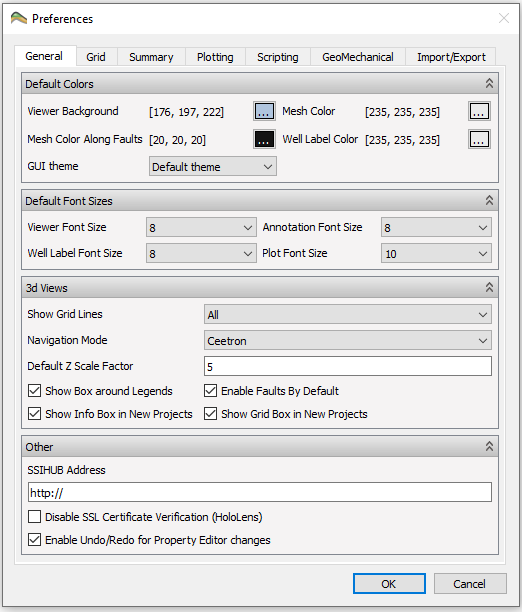 Preferences
General Grid Summary Plotting Scripting GeoMechanical Import/Export
Default Colors
Viewer Background [176, 197, 222] ... Mesh Color [235, 235, 235] ...
Mesh Color Along Faults [20, 20, 20] ... Well Label Color [235, 235, 235] ...
GUI theme Default theme
Default Font Sizes
Viewer Font Size 8 Annotation Font Size 8
Well Label Font Size 8 Plot Font Size 10
3d Views
Show Grid Lines All
Navigation Mode Ceetron
Default Z Scale Factor 5
Show Box around Legends Enable Faults By Default
Show Info Box in New Projects Show Grid Box in New Projects
Other
SSIHUB Address
http://
Disable SSL Certificate Verification (HoloLens)
Enable Undo/Redo for Property Editor changes
OK Cancel